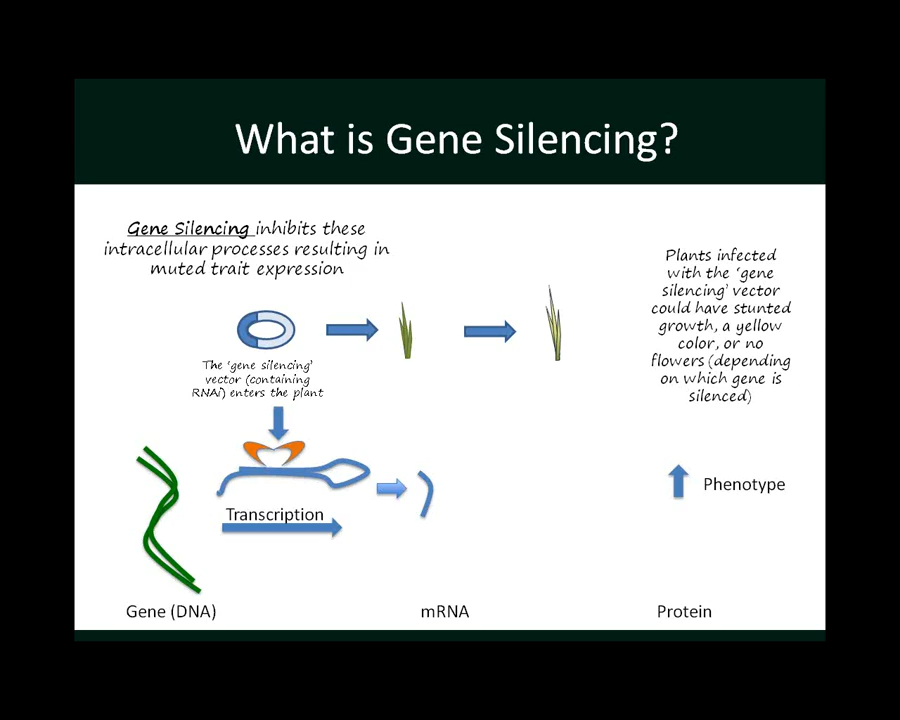 What is Gene Silencing?
Gene Silencing inhibits these
intracellular processes resulting in
muted trait expression
The 'gene silencing'
vector (containing
RNAi) enters the plant
Plants infected
with the 'gene
silencing' vector
could have stunted
growth, a yellow
color, or no
flowers (depending
on which gene is
silenced)
Transcription
Phenotype
Gene (DNA)
mRNA
Protein